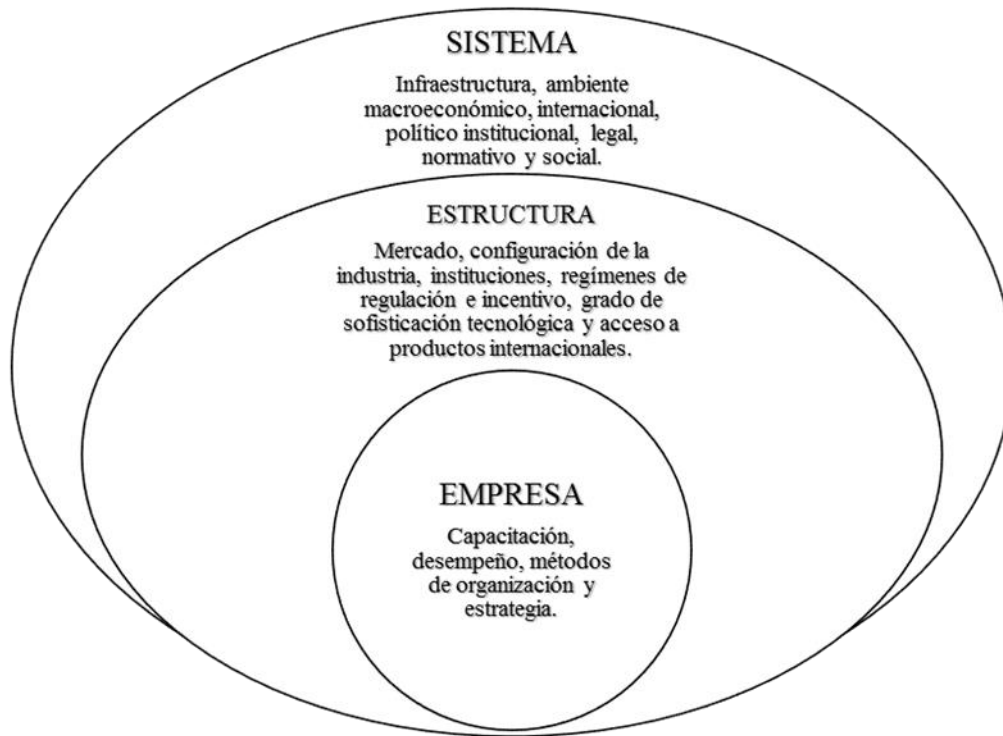 SISTEMA
Infraestructura, ambiente
macroeconómico, internacional,
político institucional, legal,
normativo y social.
ESTRUCTURA
Mercado, configuración de la
industria, instituciones, regímenes de
regulación e incentivo, grado de
sofisticación tecnológica y acceso a
productos internacionales.
EMPRESA
Capacitación,
desempeño, métodos
de organización y
estrategia.